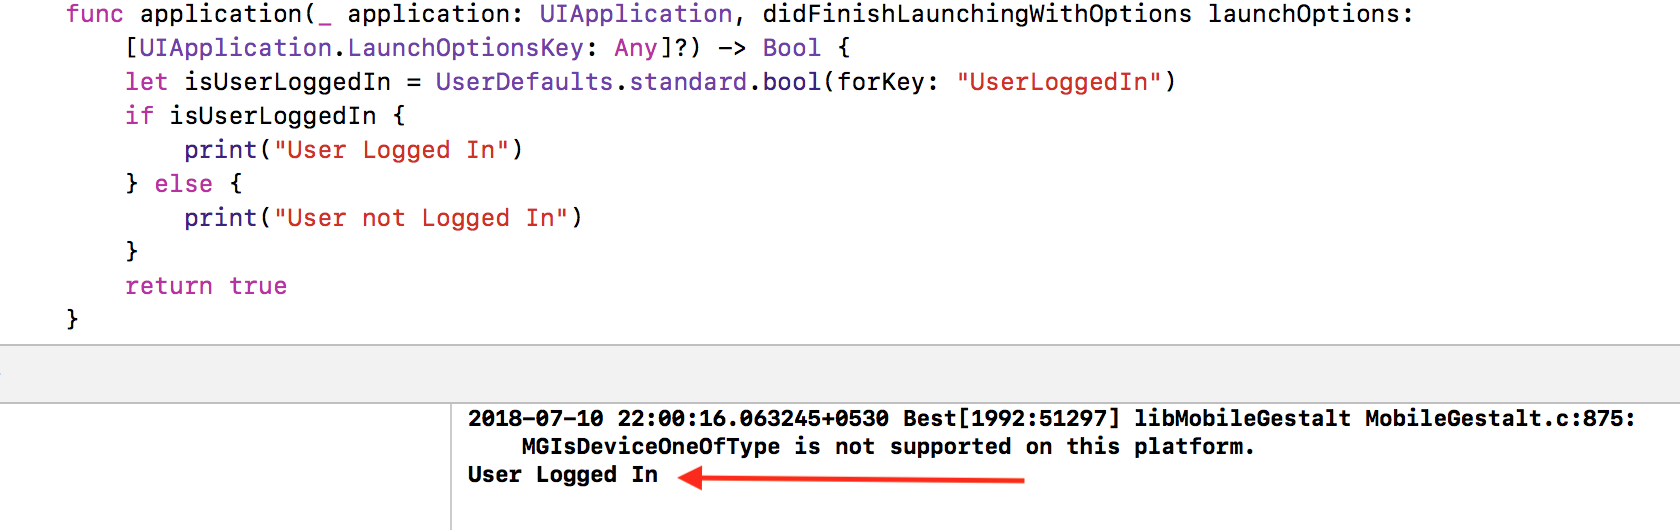 func application(_ application: UIApplication, didFinishLaunchingWithOptions launchOptions:
[UIApplication.LaunchOptionsKey: Any]?) -> Bool {
let isUserLoggedIn = UserDefaults.standard.bool(forKey: "UserLoggedIn")
if isUserLoggedIn {
print("User Logged In")
} else {
print("User not Logged In")
}
return true
}
2018-07-10 22:00:16.063245+0530 Best[1992:51297] libMobileGestalt MobileGestalt.c:875:
MGIsDeviceOneOfType is not supported on this platform.
User Logged In